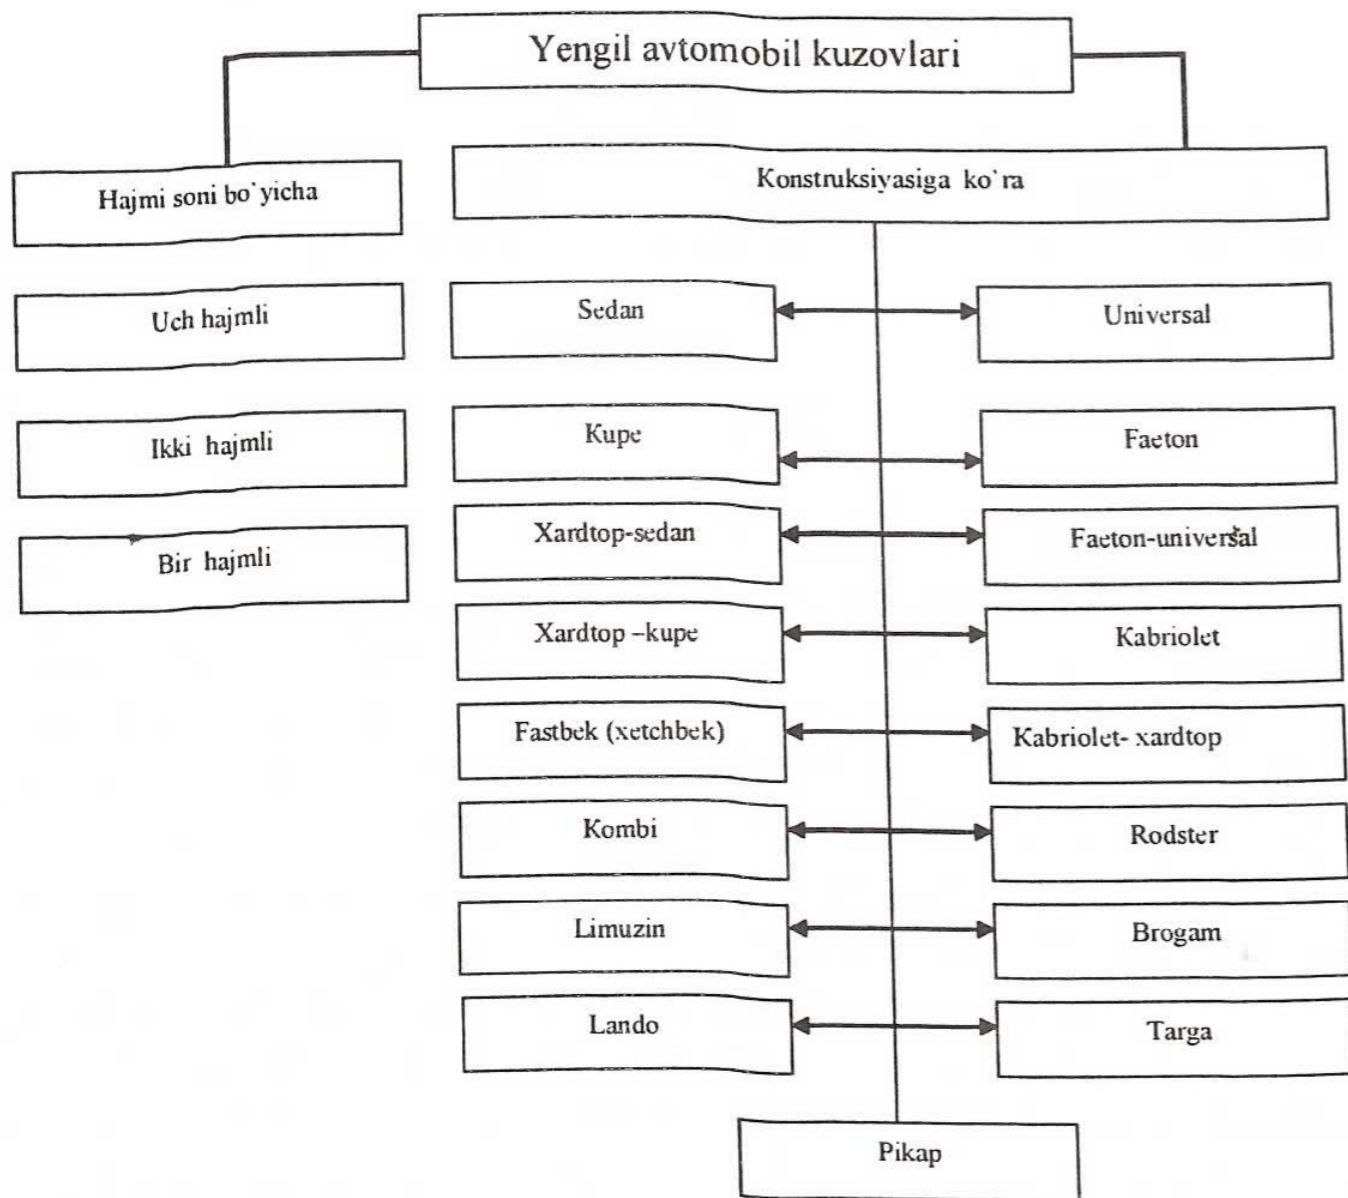 Yengil avtomobil kuzovlari
Hajmi soni bo`yicha
Konstruksiyasiga ko`ra
Uch hajmli
Sedan
Universal
Ikki hajmli
Kupe
Faeton
Bir hajmli
Xardtop-sedan
Faeton-universal
Xardtop –kupe
Kabriolet
Fastbek (xetchbek)
Kabriolet- xardtop
Kombi
Rodster
Limuzin
Brogam
Lando
Targa
Pikap